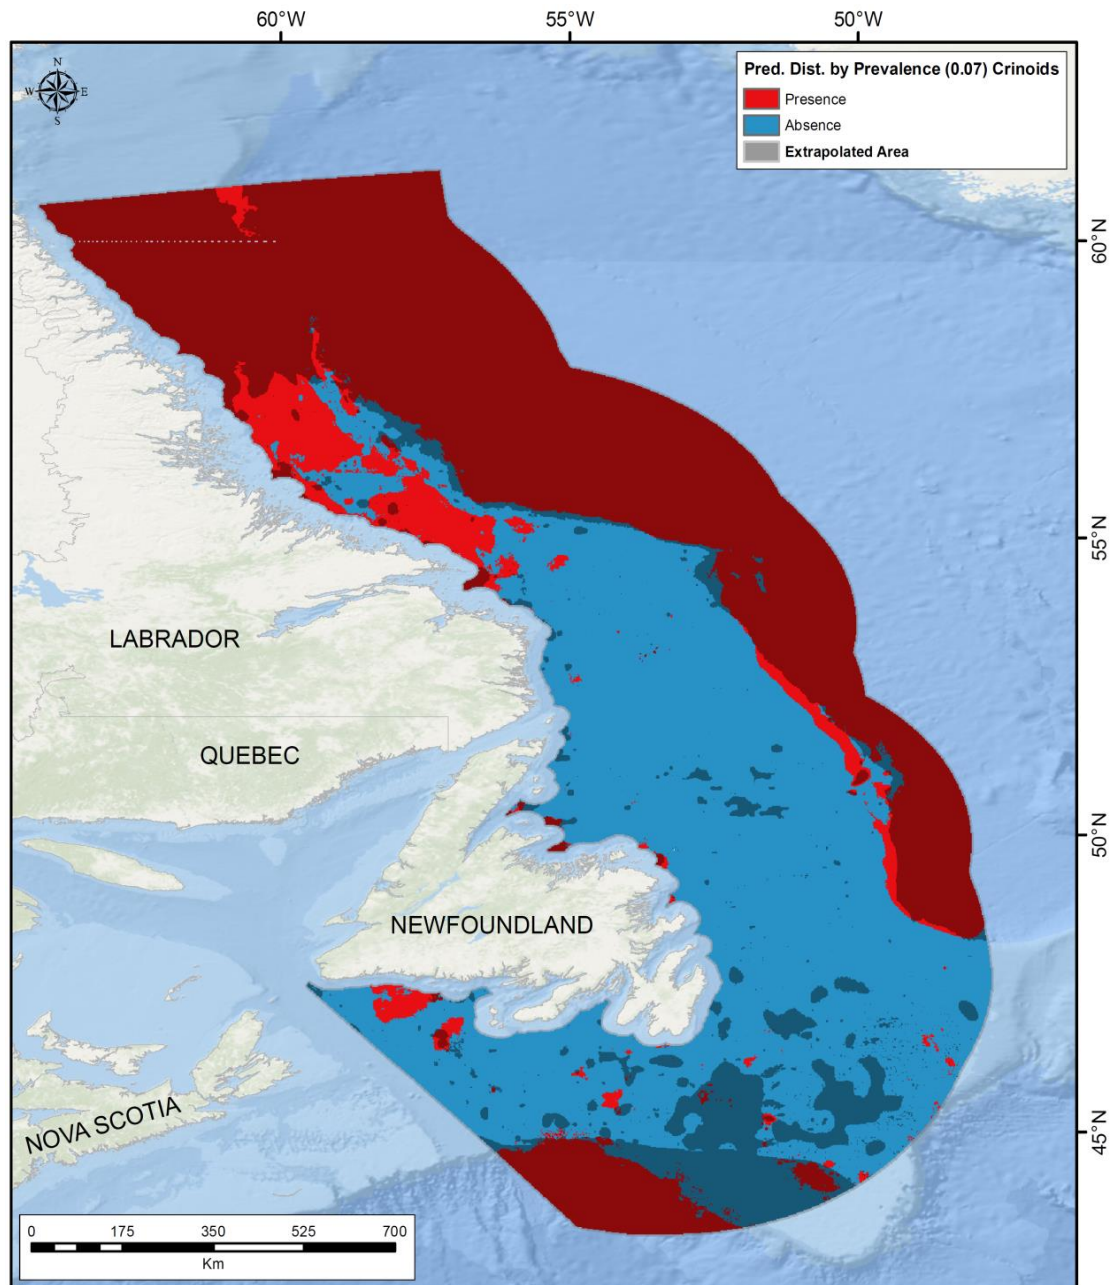 60°W 55°W 50°W
N
W E
S
Pred. Dist. by Prevalence (0.07) Crinoids
Presence
Absence
Extrapolated Area
60°N
55°N
LABRADOR
QUEBEC
50°N
NEWFOUNDLAND
45°N
NOVA SCOTIA
0 175 350 525 700
Km